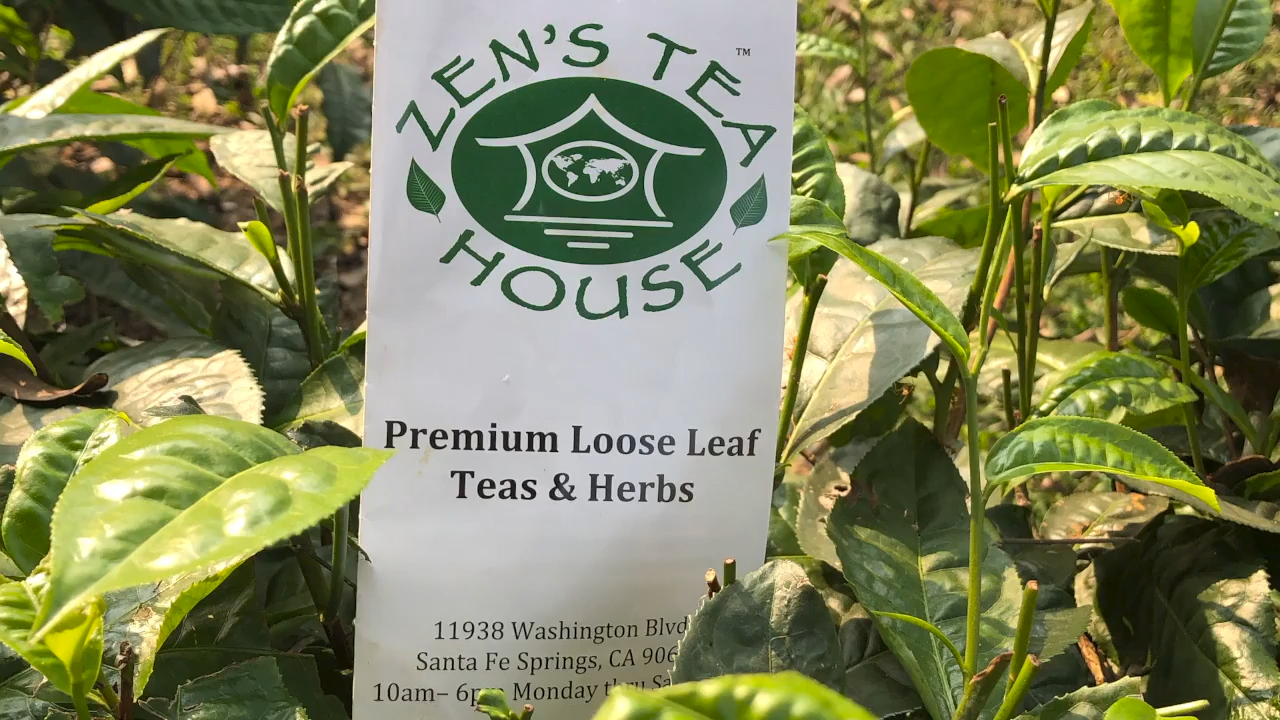 ZEN'S TEA ™
HOUSE
Premium Loose Leaf
Teas & Herbs
11938 Washington Blvd
Santa Fe Springs, CA
10am– 6pm Monday thru